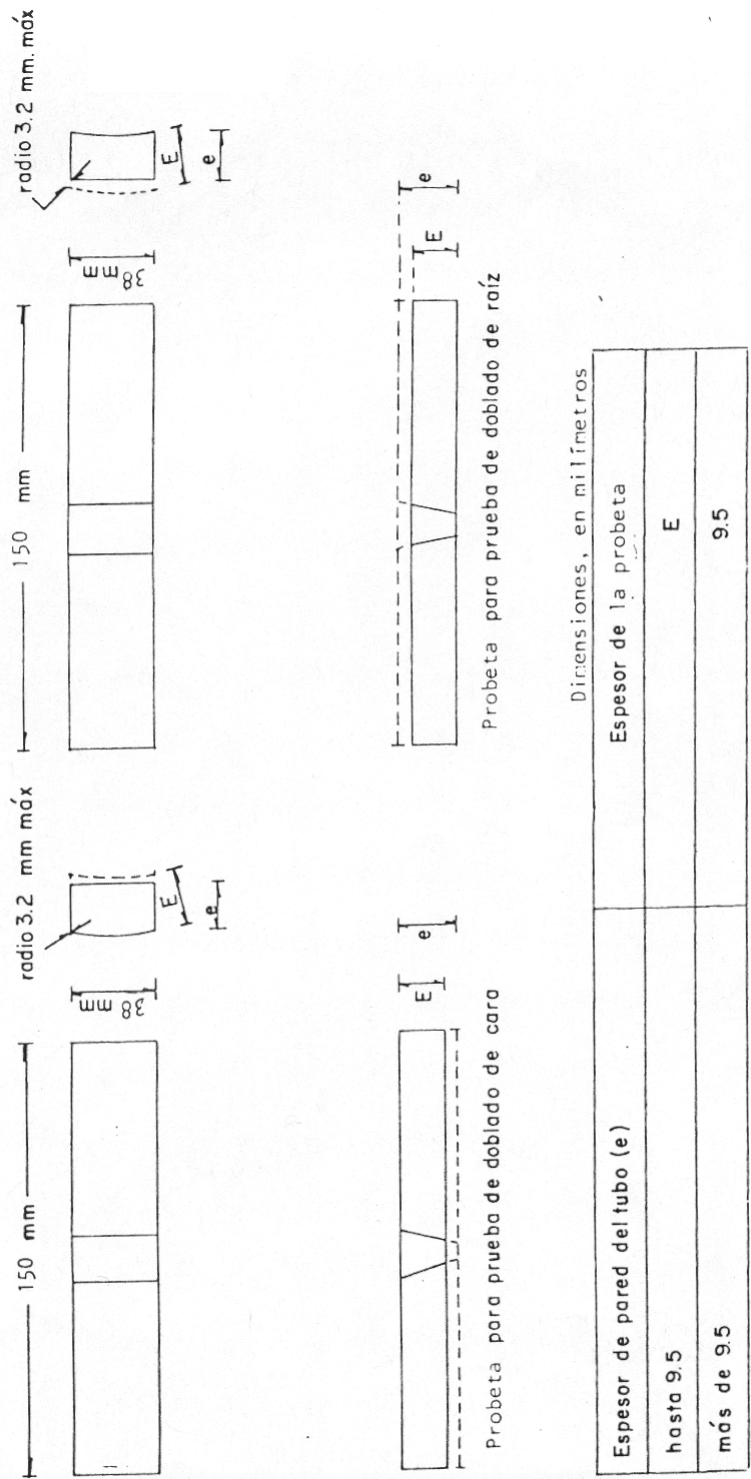 150 mm
radio 3.2 mm máx
38 mm
E
e
150 mm
radio 3.2 mm. máx
38 mm
E
e
E
e
Probeta para prueba de doblado de cara
E
e
Probeta para prueba de doblado de raíz
Dimensiones, en milímetros
Espesor de pared del tubo (e)
Espesor de la probeta
hasta 9.5
E
más de 9.5
9.5